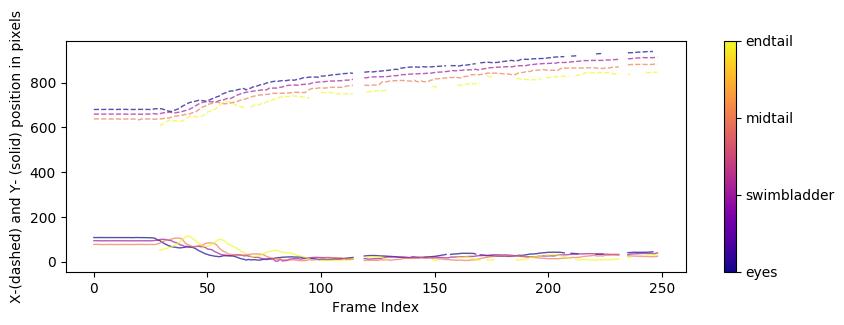 X-(dashed) and Y- (solid) position in pixels
800
600
400
200
0
0 50 100 150 200 250
Frame Index
endtail
midtail
swimbladder
eyes